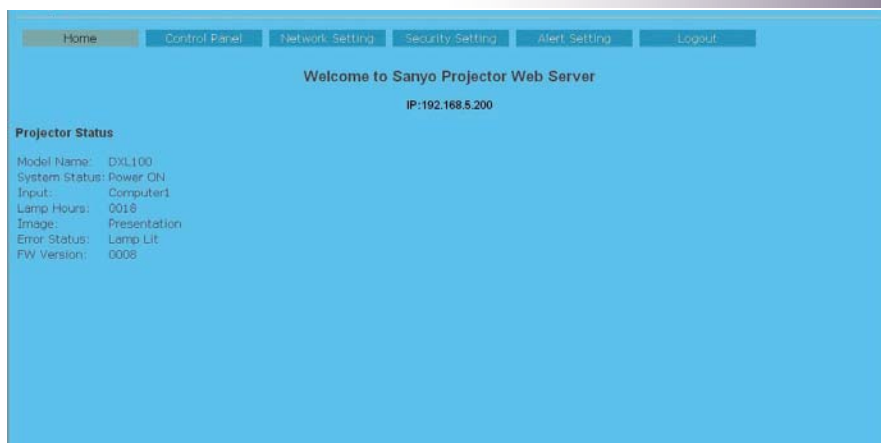 Home Control Panel Network Setting Security Setting Alert Setting Logout
Welcome to Sanyo Projector Web Server
IP:192.168.5.200
Projector Status
Model Name: DXL100
System Status: Power ON
Input: Computer1
Lamp Hours: 0016
Image: Presentation
Error Status: Lamp Lit
FW Version: 0008